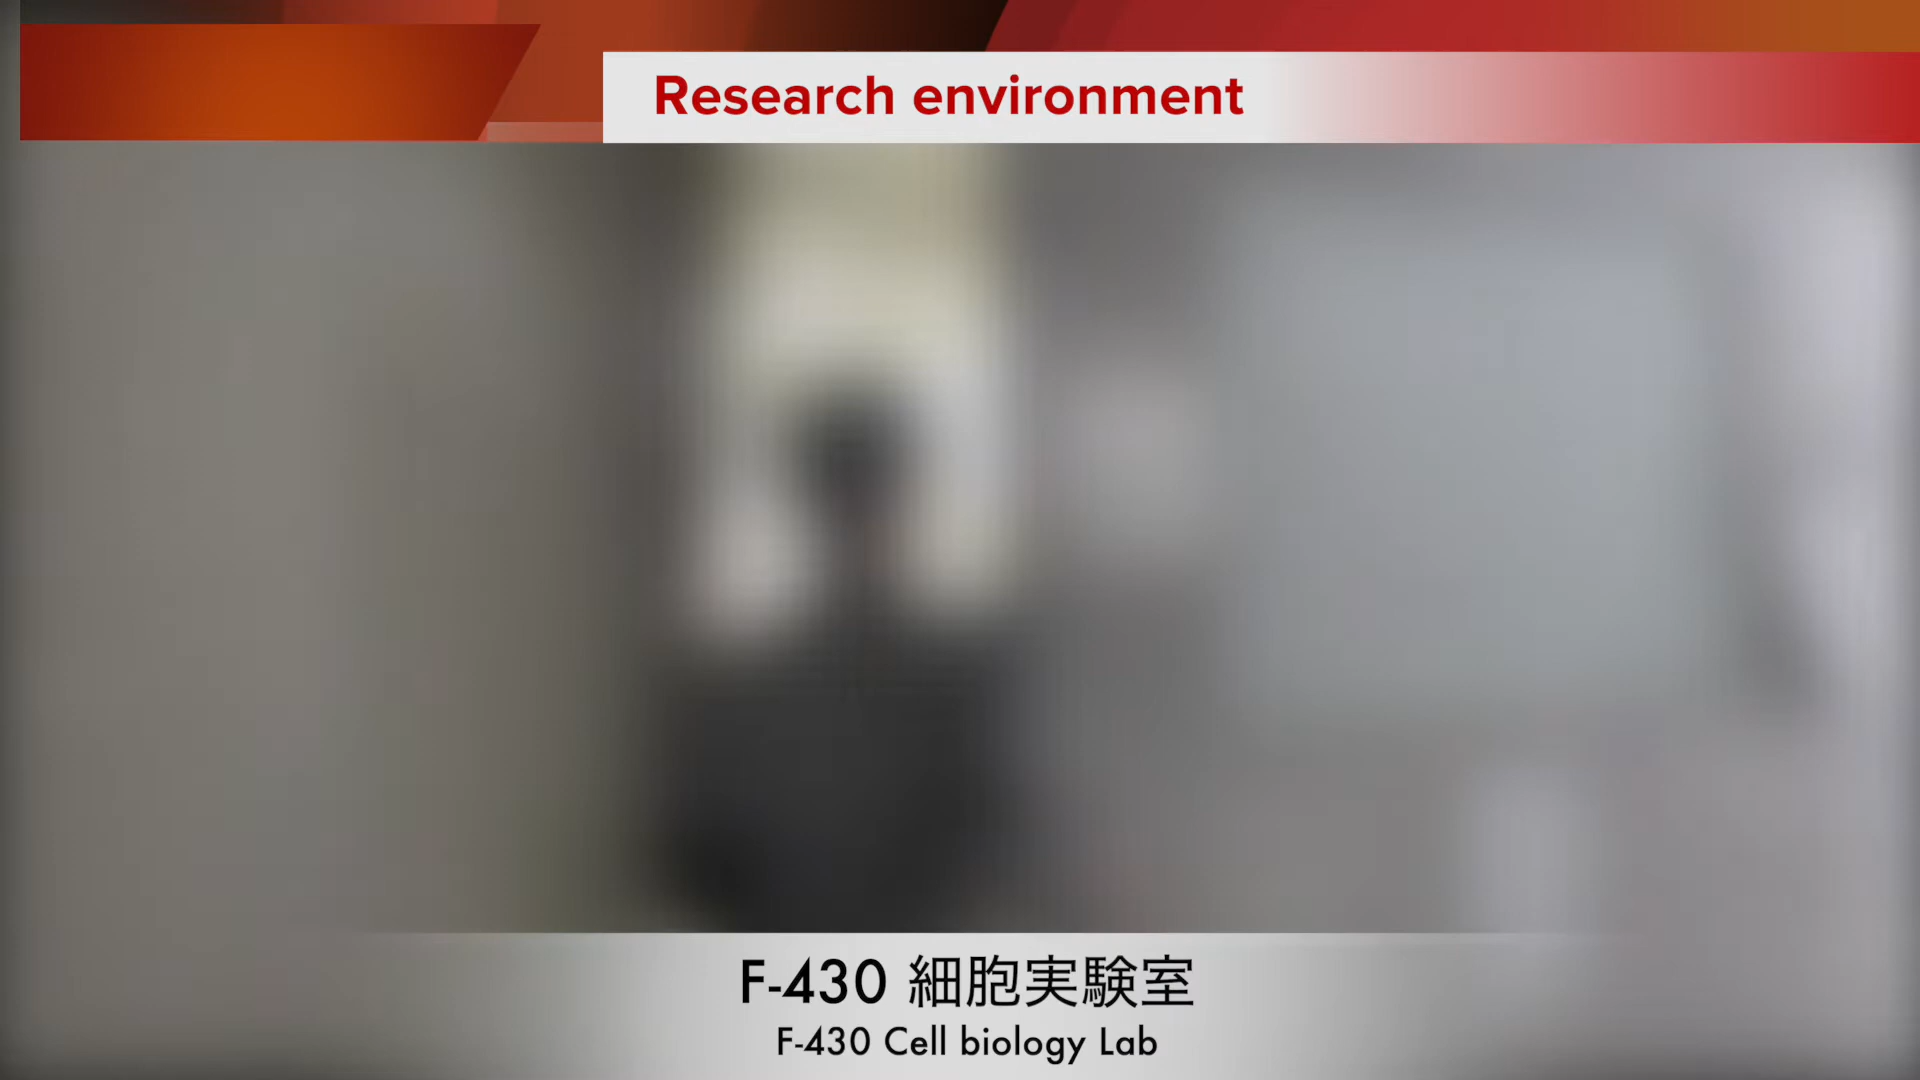 Research environment
F-430 細胞実験室
F-430 Cell biology Lab